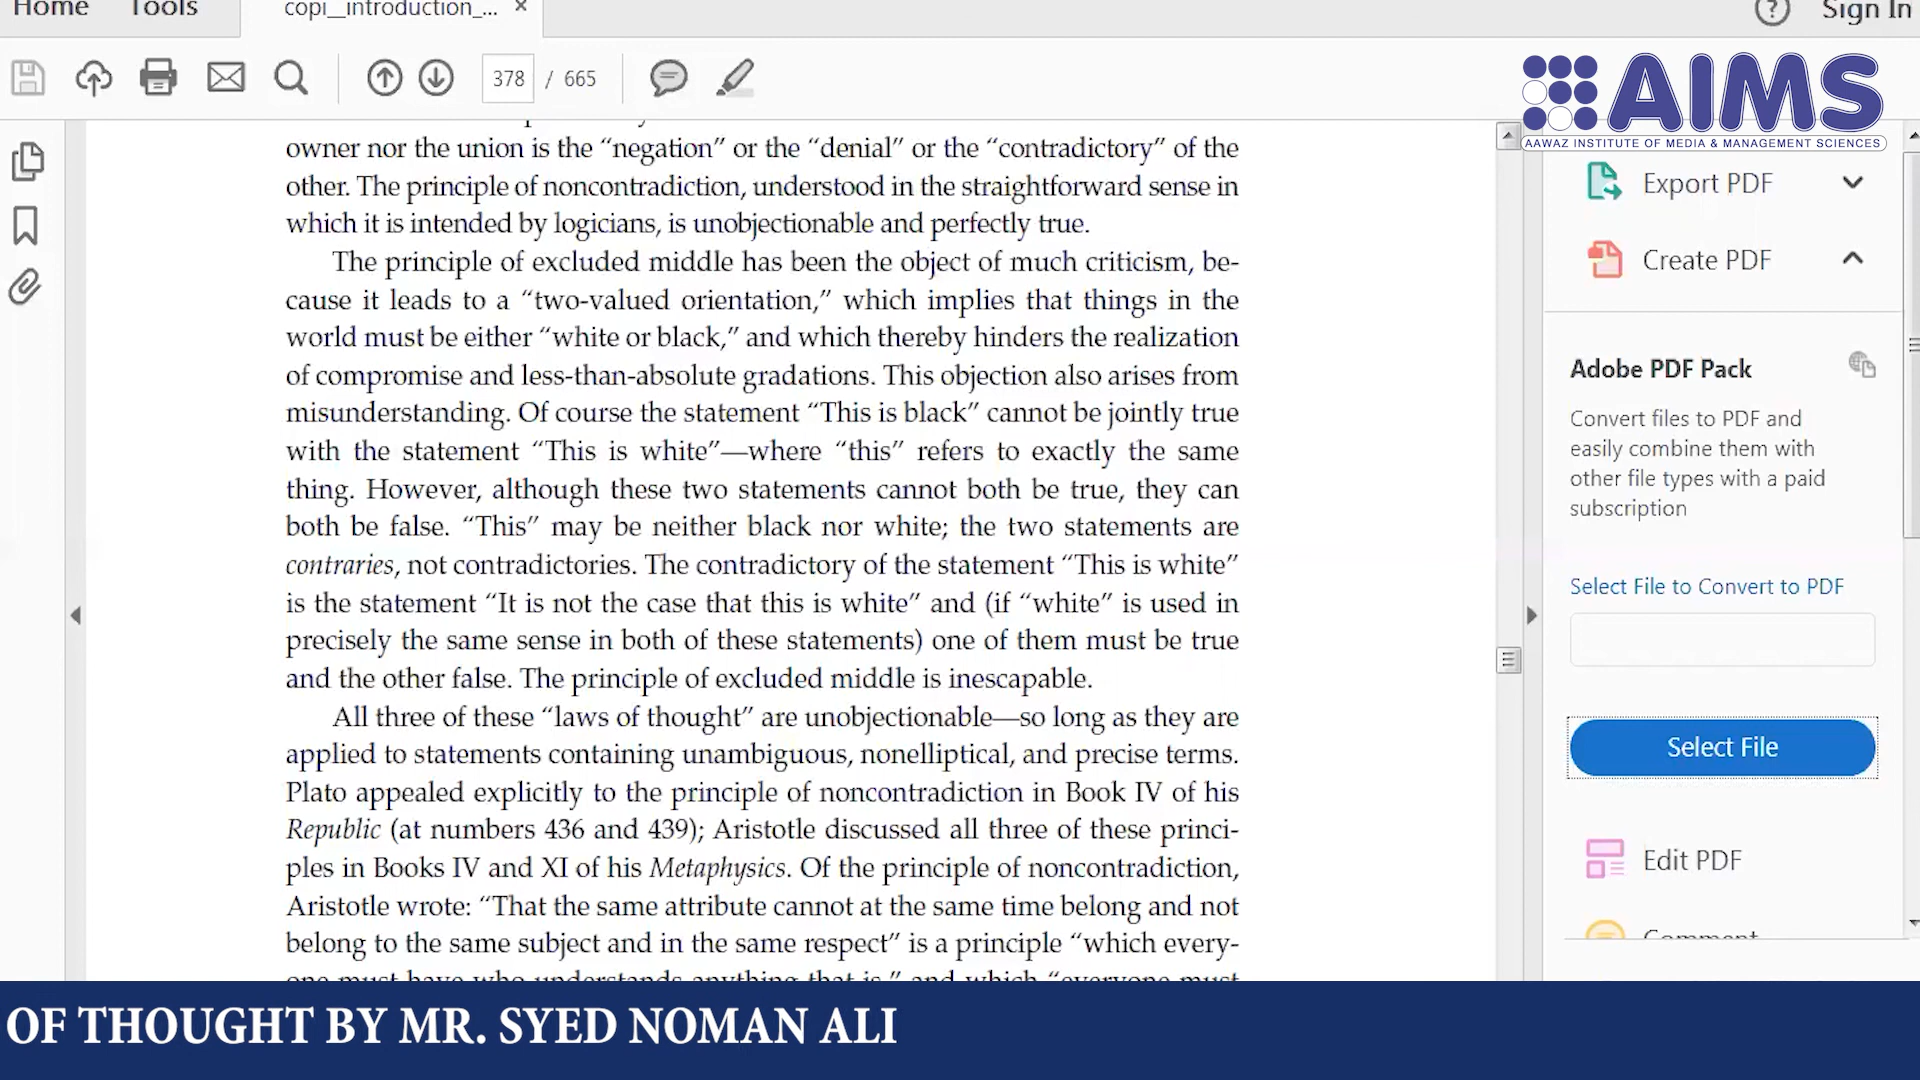 Home Tools copi__introduction_... × Sign In
378 / 665
AIMS
AAWAZ INSTITUTE OF MEDIA & MANAGEMENT SCIENCES
owner nor the union is the “negation” or the “denial” or the “contradictory” of the
other. The principle of noncontradiction, understood in the straightforward sense in
which it is intended by logicians, is unobjectionable and perfectly true.
The principle of excluded middle has been the object of much criticism, be-
cause it leads to a “two-valued orientation,” which implies that things in the
world must be either “white or black,” and which thereby hinders the realization
of compromise and less-than-absolute gradations. This objection also arises from
misunderstanding. Of course the statement “This is black” cannot be jointly true
with the statement “This is white”—where “this” refers to exactly the same
thing. However, although these two statements cannot both be true, they can
both be false. “This” may be neither black nor white; the two statements are
contraries, not contradictories. The contradictory of the statement “This is white”
is the statement “It is not the case that this is white” and (if “white” is used in
precisely the same sense in both of these statements) one of them must be true
and the other false. The principle of excluded middle is inescapable.
All three of these “laws of thought” are unobjectionable—so long as they are
applied to statements containing unambiguous, nonelliptical, and precise terms.
Plato appealed explicitly to the principle of noncontradiction in Book IV of his
Republic (at numbers 436 and 439); Aristotle discussed all three of these princi-
ples in Books IV and XI of his Metaphysics. Of the principle of noncontradiction,
Aristotle wrote: “That the same attribute cannot at the same time belong and not
belong to the same subject and in the same respect” is a principle “which every-
one must have who understands anything that is,” and which “everyone must
Export PDF
Create PDF
Adobe PDF Pack
Convert files to PDF and
easily combine them with
other file types with a paid
subscription
Select File to Convert to PDF
Select File
Edit PDF
Comment
OF THOUGHT BY MR. SYED NOMAN ALI